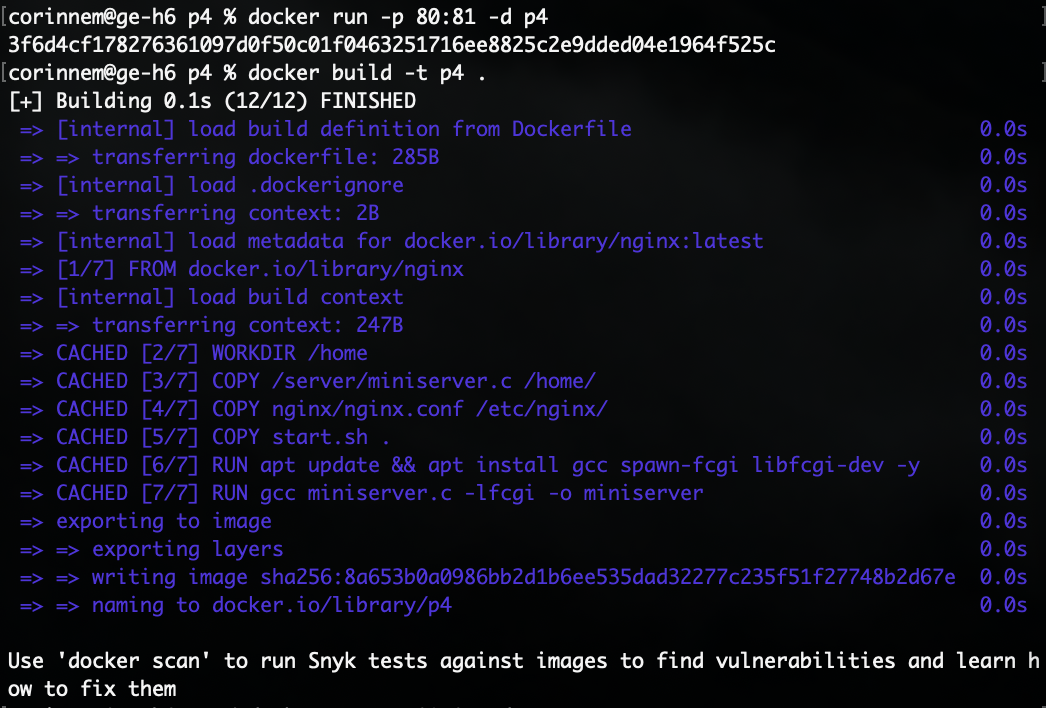 [corinnem@ge-h6 p4 % docker run -p 80:81 -d p4 ]
3f6d4cf178276361097d0f50c01f0463251716ee8825c2e9dded04e1964f525c
[corinnem@ge-h6 p4 % docker build -t p4 . ]
[+] Building 0.1s (12/12) FINISHED
=> [internal] load build definition from Dockerfile 0.0s
=> => transferring dockerfile: 285B 0.0s
=> [internal] load .dockerignore 0.0s
=> => transferring context: 2B 0.0s
=> [internal] load metadata for docker.io/library/nginx:latest 0.0s
=> [1/7] FROM docker.io/library/nginx 0.0s
=> [internal] load build context 0.0s
=> => transferring context: 247B 0.0s
=> CACHED [2/7] WORKDIR /home 0.0s
=> CACHED [3/7] COPY /server/miniserver.c /home/ 0.0s
=> CACHED [4/7] COPY nginx/nginx.conf /etc/nginx/ 0.0s
=> CACHED [5/7] COPY start.sh . 0.0s
=> CACHED [6/7] RUN apt update && apt install gcc spawn-fcgi libfcgi-dev -y 0.0s
=> CACHED [7/7] RUN gcc miniserver.c -lfcgi -o miniserver 0.0s
=> exporting to image 0.0s
=> => exporting layers 0.0s
=> => writing image sha256:8a653b0a0986bb2d1b6ee535dad32277c235f51f27748b2d67e 0.0s
=> => naming to docker.io/library/p4 0.0s
Use 'docker scan' to run Snyk tests against images to find vulnerabilities and learn h
ow to fix them